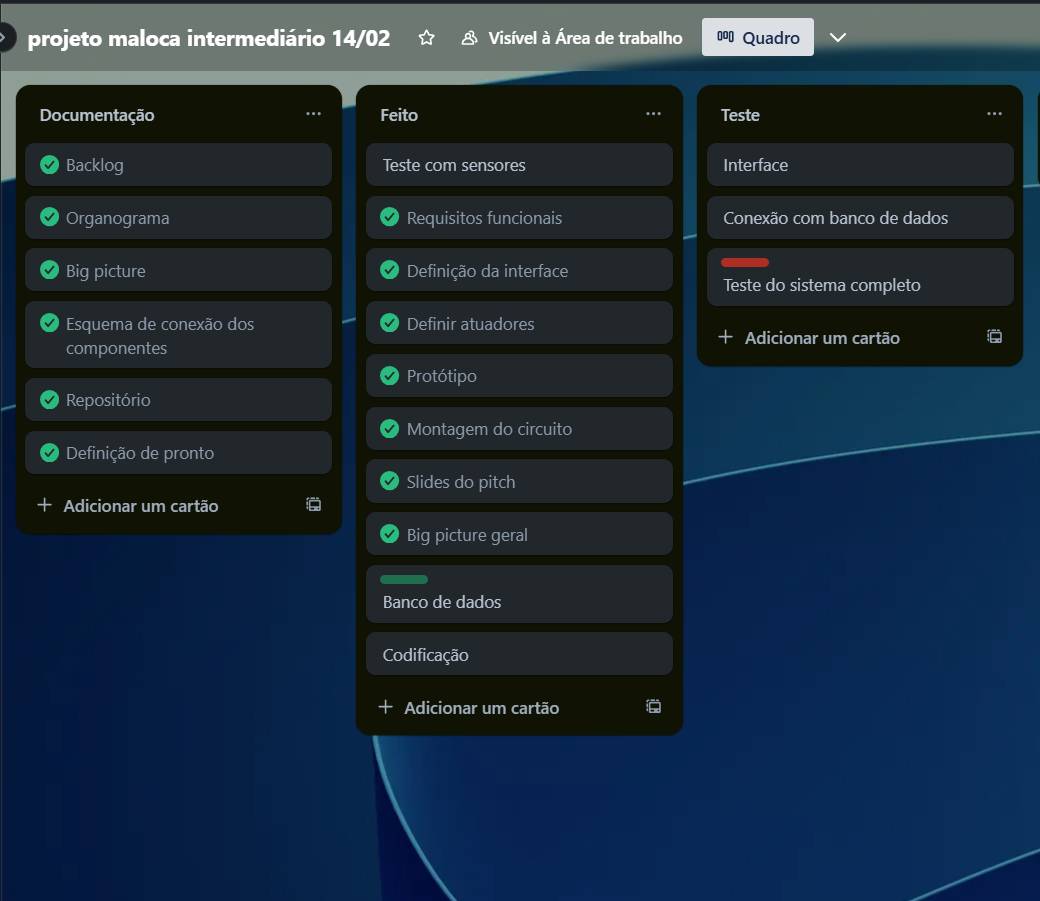 projeto maloca intermediário 14/02
Visível à Área de trabalho
Quadro
Documentação
Backlog
Organograma
Big picture
Esquema de conexão dos
componentes
Repositório
Definição de pronto
Adicionar um cartão
Feito
Teste com sensores
Requisitos funcionais
Definição da interface
Definir atuadores
Protótipo
Montagem do circuito
Slides do pitch
Big picture geral
Banco de dados
Codificação
Adicionar um cartão
Teste
Interface
Conexão com banco de dados
Teste do sistema completo
Adicionar um cartão